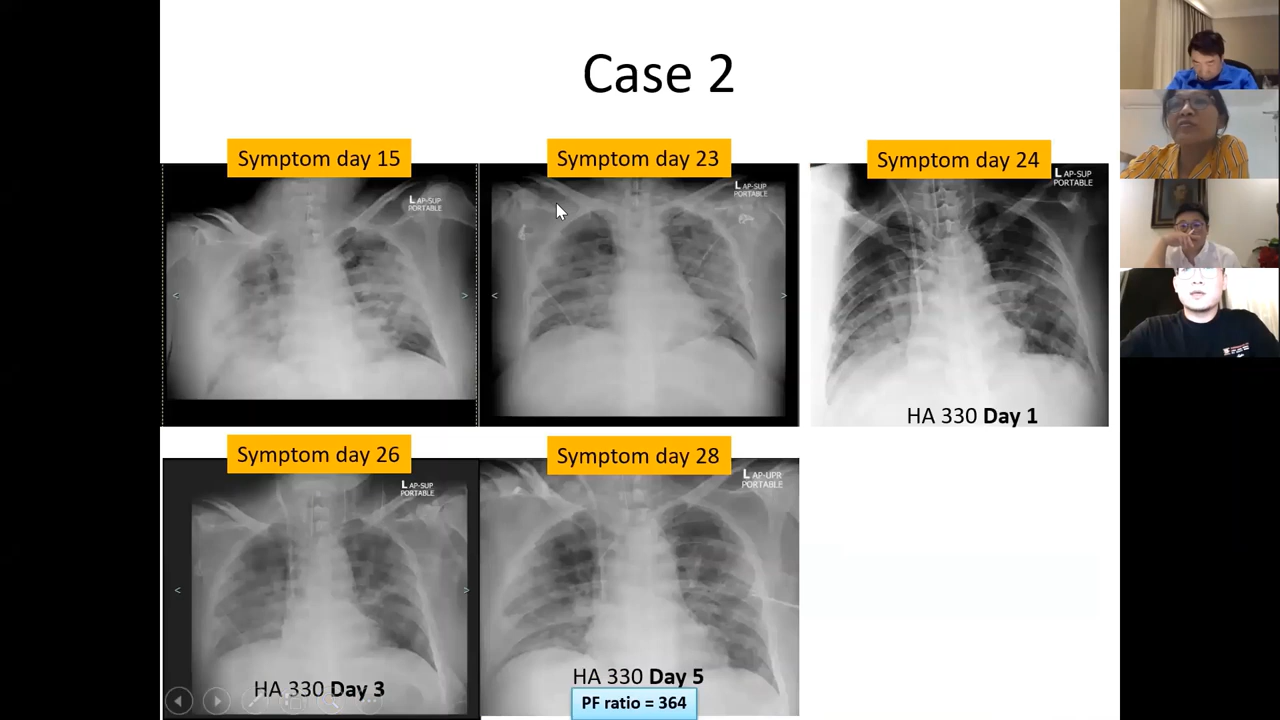 Case 2
Symptom day 15
Symptom day 23
Symptom day 24
L AP-SUP
PORTABLE
L AP-SUP
PORTABLE
L AP-SUP
PORTABLE
HA 330 Day 1
Symptom day 26
Symptom day 28
L AP-SUP
PORTABLE
L AP-UPR
PORTABLE
HA 330 Day 3
HA 330 Day 5
PF ratio = 364